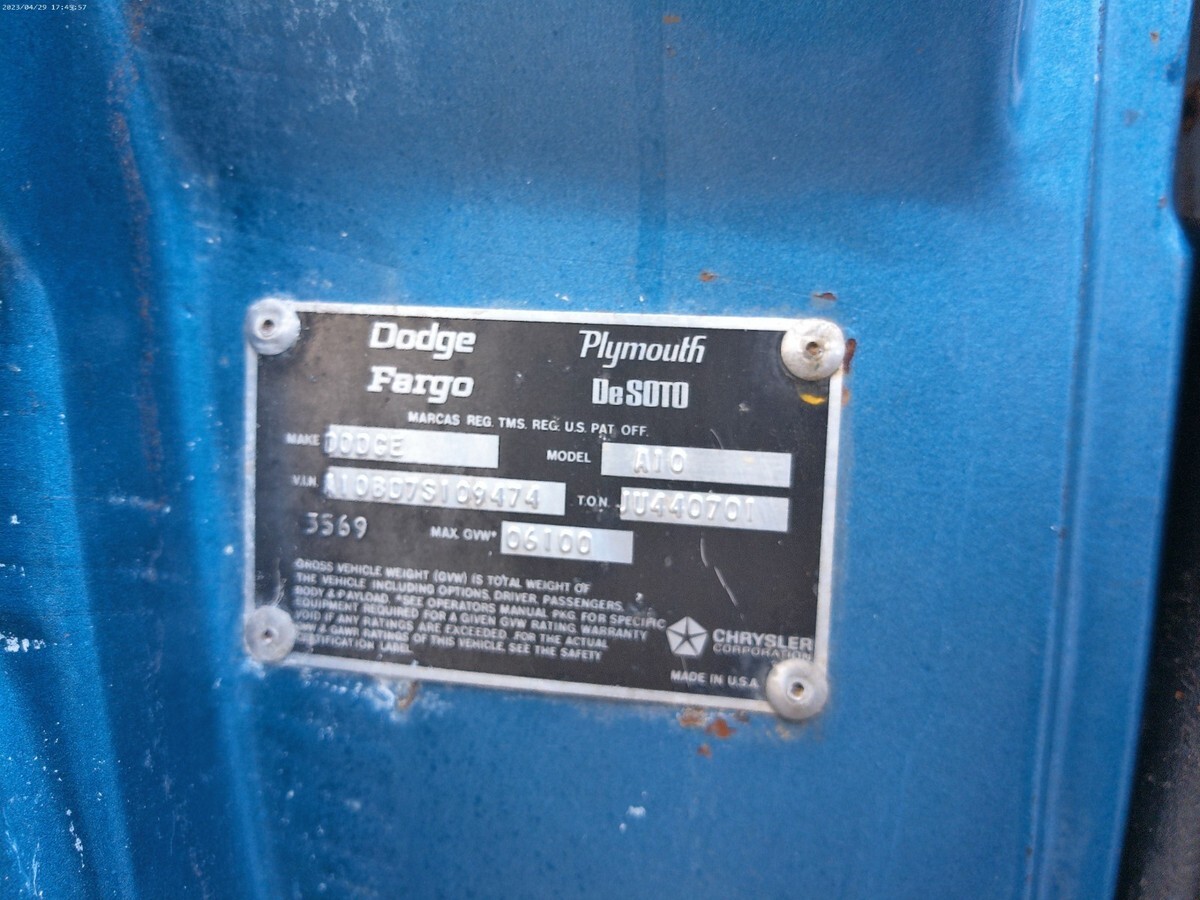 2023/04/29 17:45:57
Dodge Plymouth
Fargo DeSOTO
MARCAS REG. TMS. REG. U.S. PAT OFF.
MAKE DODGE MODEL A10
V.I.N. A10BD7S109474 T.O.N. JU440701
3569 MAX. GVW* 06100
GROSS VEHICLE WEIGHT (GVW) IS TOTAL WEIGHT OF
THE VEHICLE INCLUDING OPTIONS, DRIVER, PASSENGERS,
BODY & PAYLOAD. *SEE OPERATORS MANUAL PKG. FOR SPECIFIC
EQUIPMENT REQUIRED FOR A GIVEN GVW RATING. WARRANTY
VOID IF ANY RATINGS ARE EXCEEDED. FOR THE ACTUAL
GAWR RATINGS OF THIS VEHICLE, SEE THE SAFETY
CERTIFICATION LABEL.
CHRYSLER
CORPORATION
MADE IN U.S.A.